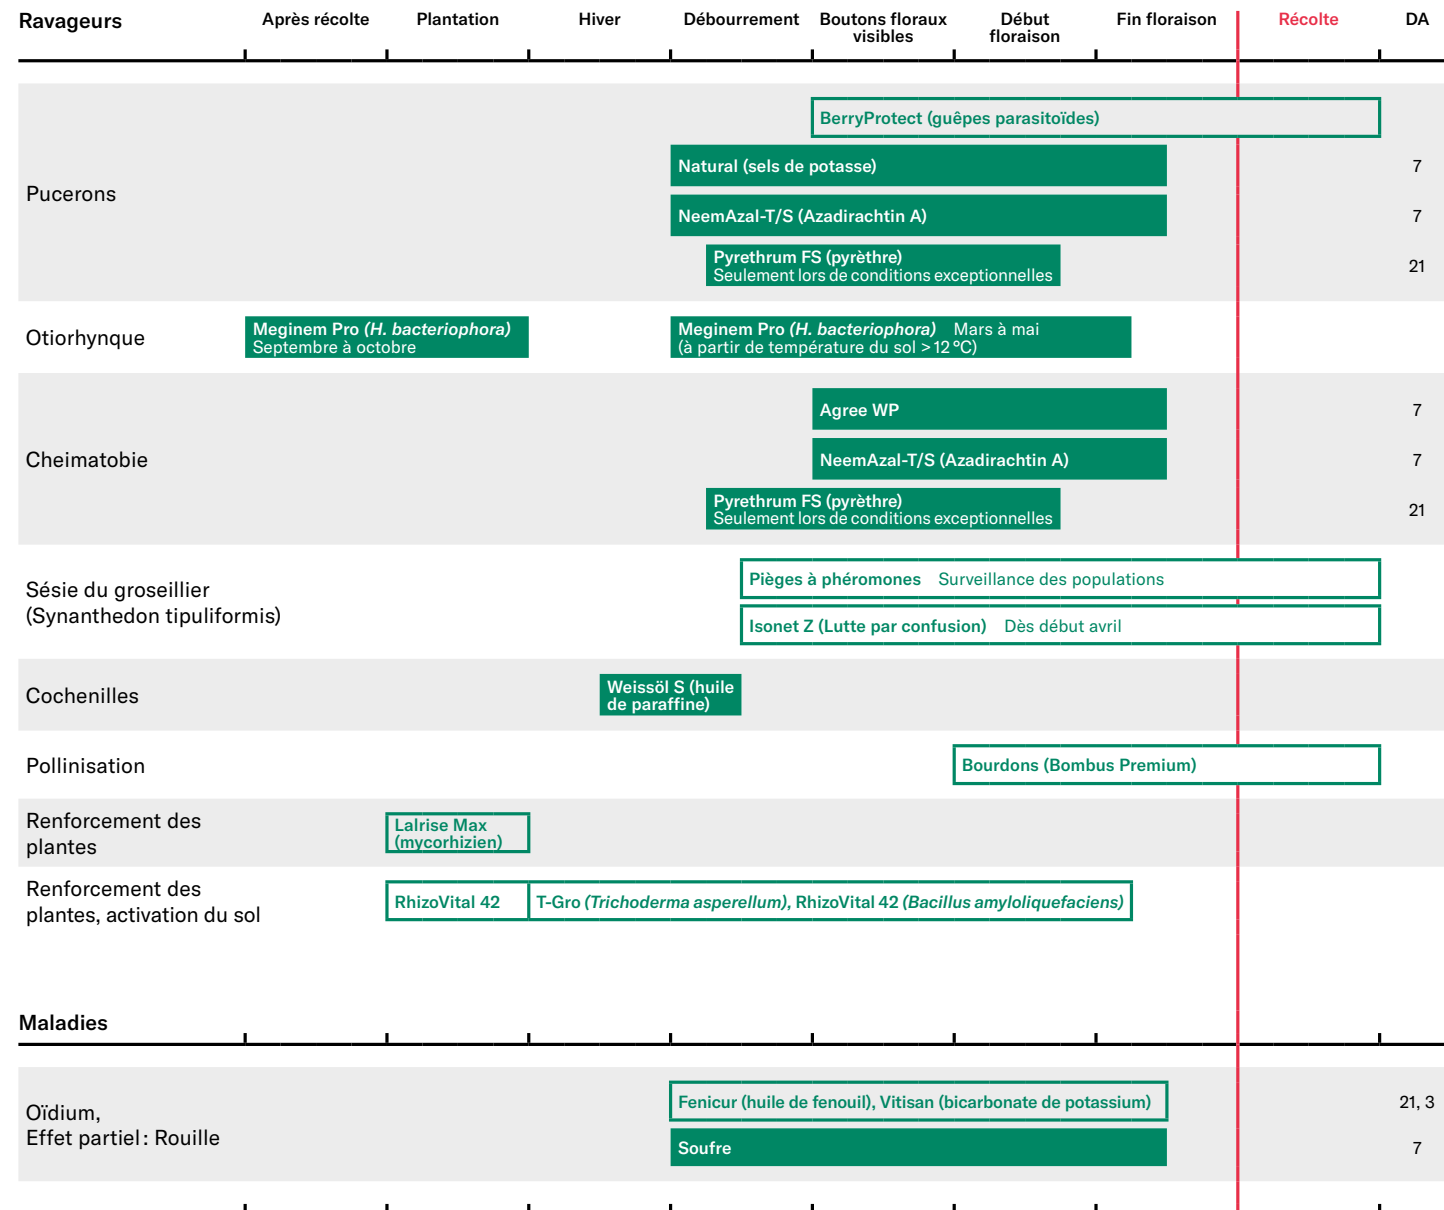 Ravageurs
Après récolte
Plantation
Hiver
Débourrement
Boutons floraux
visibles
Début
floraison
Fin floraison
Récolte
DA
Pucerons
BerryProtect (guêpes parasitoïdes)
Natural (sels de potasse)
7
NeemAzal-T/S (Azadirachtin A)
7
Pyrethrum FS (pyrèthre)
Seulement lors de conditions exceptionnelles
21
Otiorhynque
Meginem Pro (H. bacteriophora)
Septembre à octobre
Meginem Pro (H. bacteriophora) Mars à mai
(à partir de température du sol > 12 °C)
Cheimatobie
Agree WP
7
NeemAzal-T/S (Azadirachtin A)
7
Pyrethrum FS (pyrèthre)
Seulement lors de conditions exceptionnelles
21
Sésie du groseillier
(Synanthedon tipuliformis)
Pièges à phéromones Surveillance des populations
Isonet Z (Lutte par confusion) Dès début avril
Cochenilles
Weissöl S (huile
de paraffine)
Pollinisation
Bourdons (Bombus Premium)
Renforcement des
plantes
Lalrise Max
(mycorhizien)
Renforcement des
plantes, activation du sol
RhizoVital 42
T-Gro (Trichoderma asperellum), RhizoVital 42 (Bacillus amyloliquefaciens)
Maladies
Oïdium,
Effet partiel : Rouille
Fenicur (huile de fenouil), Vitisan (bicarbonate de potassium)
21, 3
Soufre
7